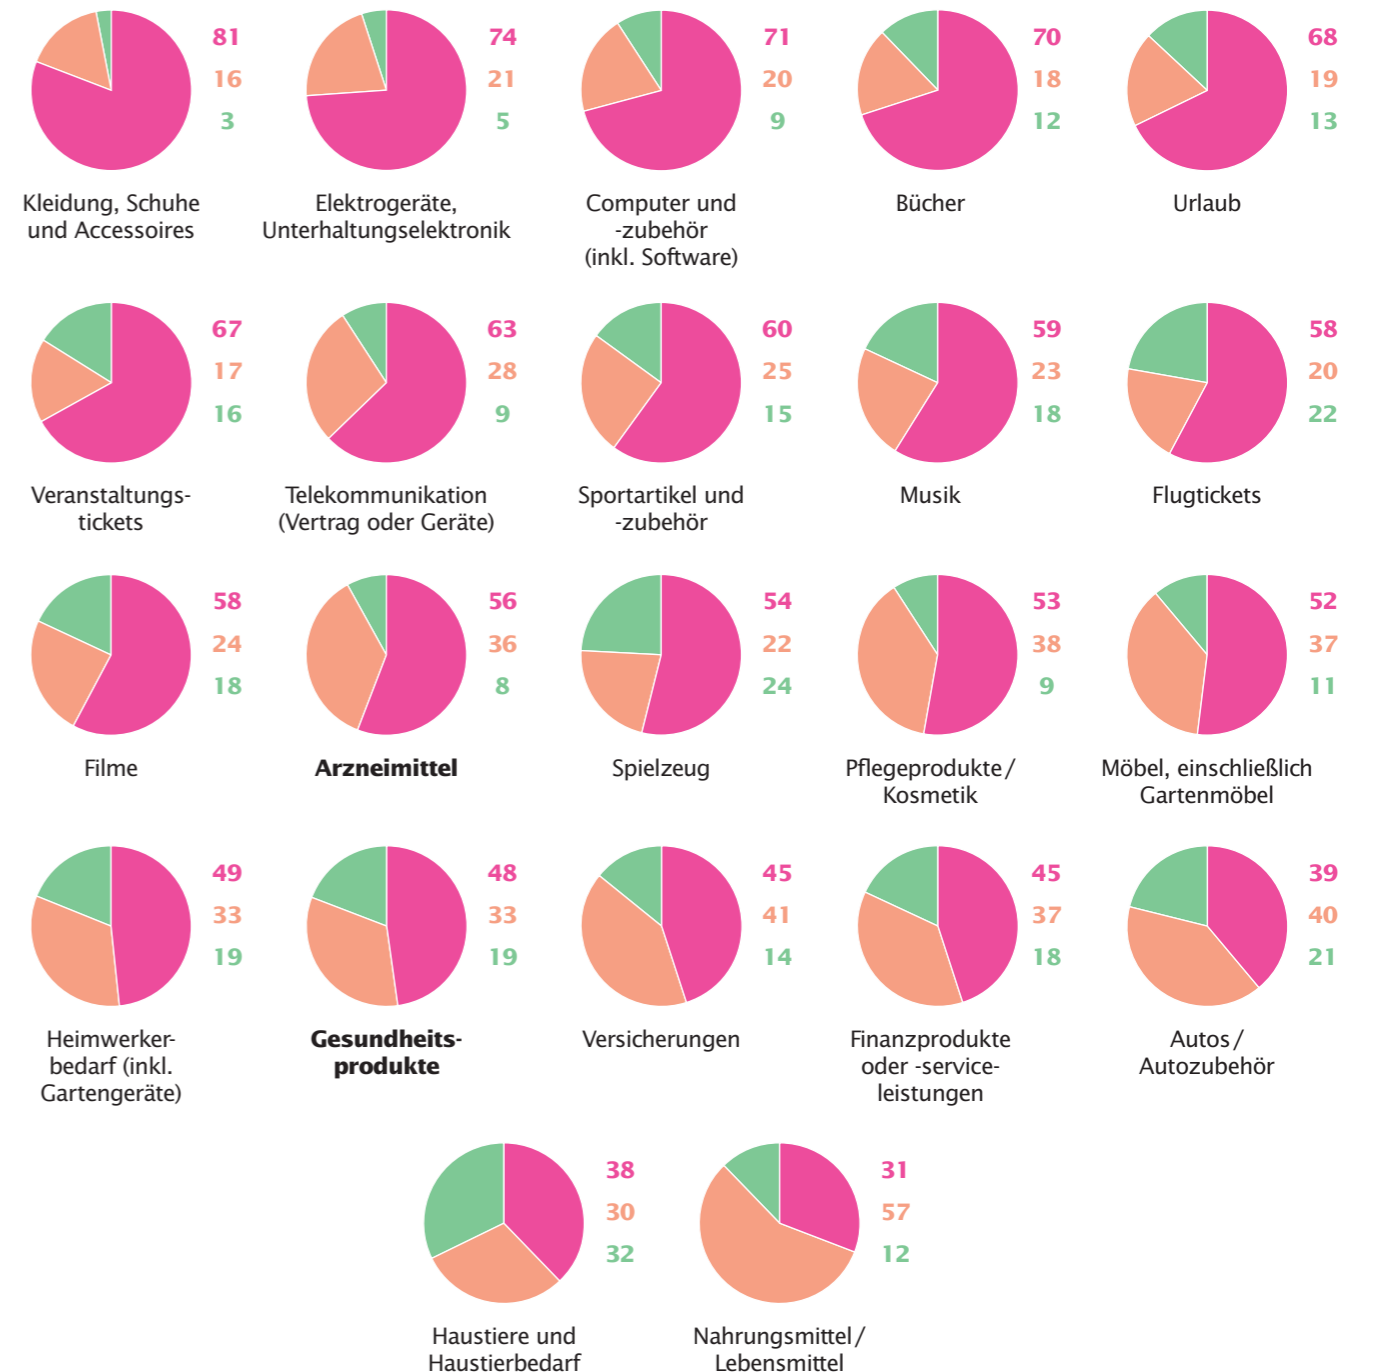 81
16
3
Kleidung, Schuhe
und Accessoires
74
21
5
Elektrogeräte,
Unterhaltungselektronik
71
20
9
Computer und
-zubehör
(inkl. Software)
70
18
12
Bücher
68
19
13
Urlaub
67
17
16
Veranstaltungs-
tickets
63
28
9
Telekommunikation
(Vertrag oder Geräte)
60
25
15
Sportartikel und
-zubehör
59
23
18
Musik
58
20
22
Flugtickets
58
24
18
Filme
56
36
8
Arzneimittel
54
22
24
Spielzeug
53
38
9
Pflegeprodukte/
Kosmetik
52
37
11
Möbel, einschließlich
Gartenmöbel
49
33
19
Heimwerker-
bedarf (inkl.
Gartengeräte)
48
33
19
Gesundheits-
produkte
45
41
14
Versicherungen
45
37
18
Finanzprodukte
oder -service-
leistungen
39
40
21
Autos/
Autozubehör
38
30
32
Haustiere und
Haustierbedarf
31
57
12
Nahrungsmittel/
Lebensmittel